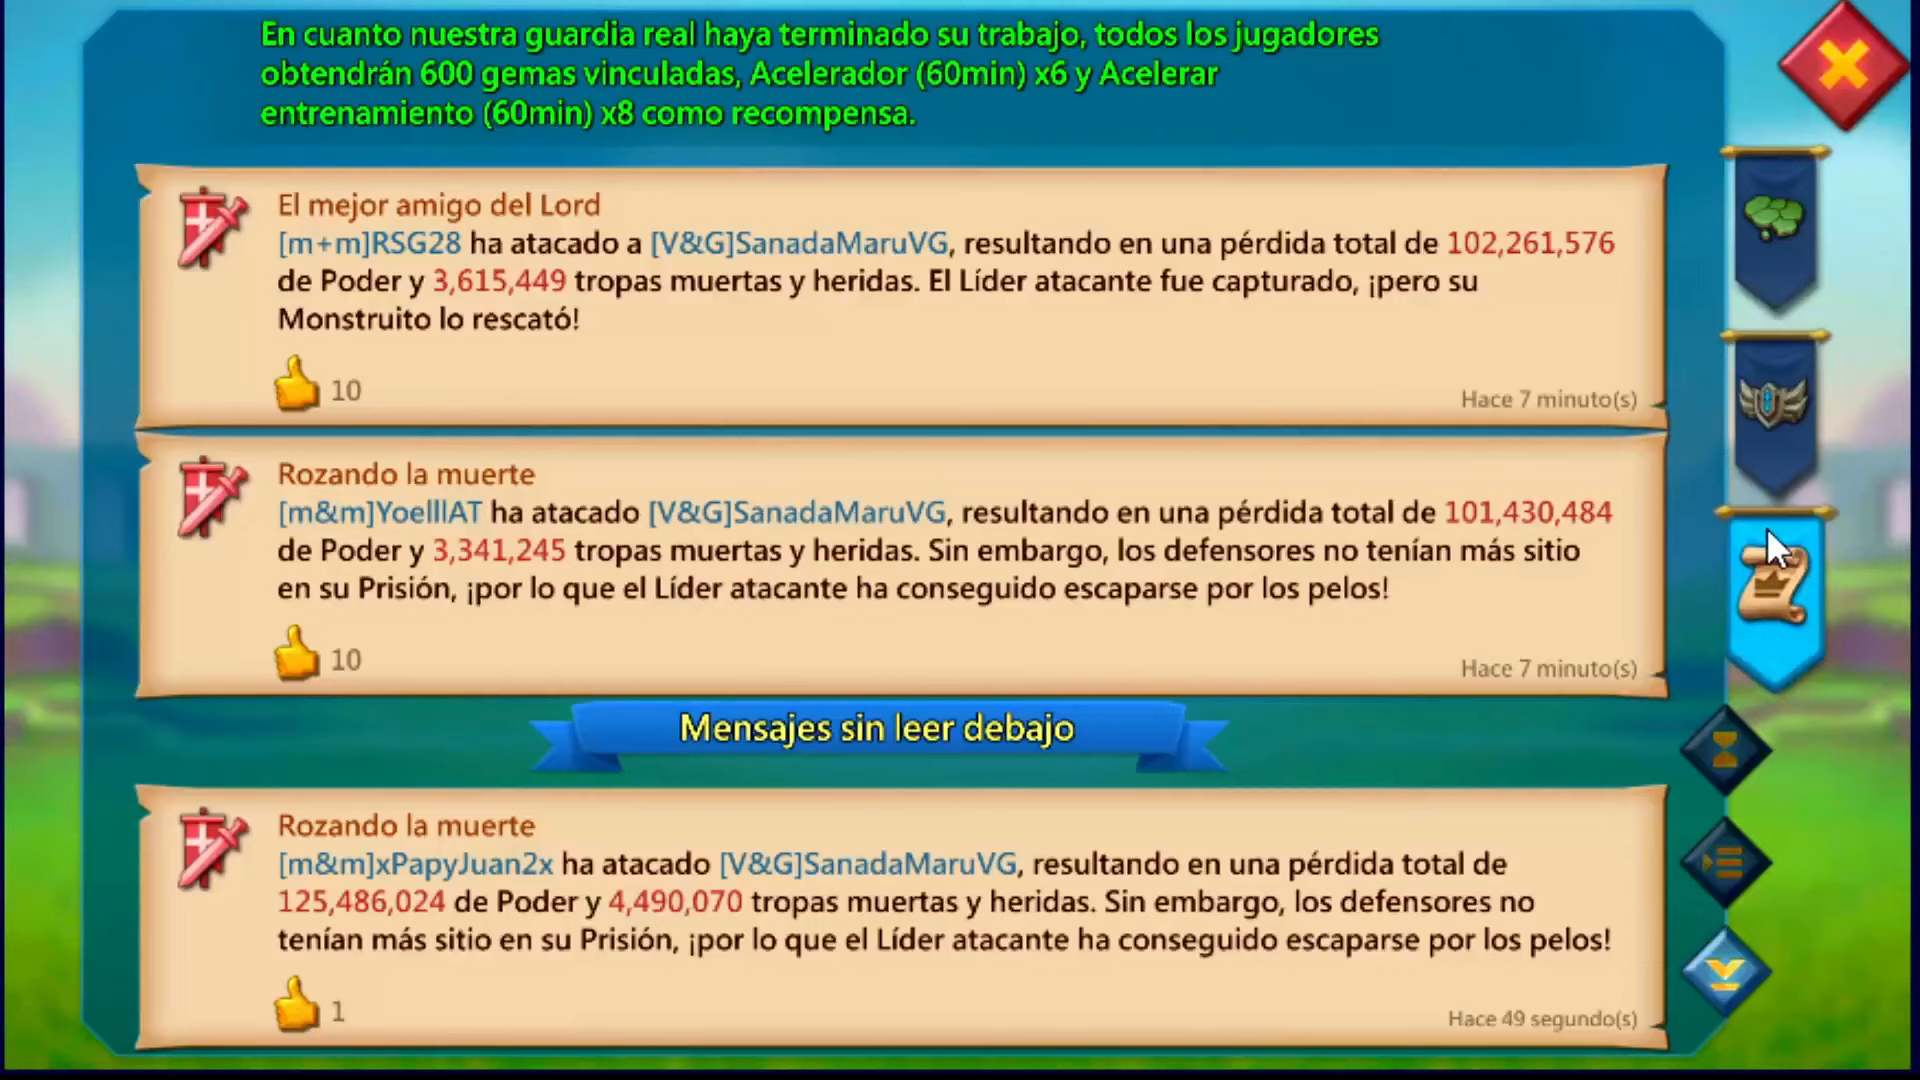 En cuanto nuestra guardia real haya terminado su trabajo, todos los jugadores
obtendrán 600 gemas vinculadas, Acelerador (60min) x6 y Acelerar
entrenamiento (60min) x8 como recompensa.
El mejor amigo del Lord
[m+m]RSG28 ha atacado a [V&G]SanadaMaruVG, resultando en una pérdida total de 102,261,576
de Poder y 3,615,449 tropas muertas y heridas. El Líder atacante fue capturado, ¡pero su
Monstruito lo rescató!
10
Hace 7 minuto(s)
Rozando la muerte
[m&m]YoelllAT ha atacado [V&G]SanadaMaruVG, resultando en una pérdida total de 101,430,484
de Poder y 3,341,245 tropas muertas y heridas. Sin embargo, los defensores no tenían más sitio
en su Prisión, ¡por lo que el Líder atacante ha conseguido escaparse por los pelos!
10
Hace 7 minuto(s)
Mensajes sin leer debajo
Rozando la muerte
[m&m]xPapyJuan2x ha atacado [V&G]SanadaMaruVG, resultando en una pérdida total de
125,486,024 de Poder y 4,490,070 tropas muertas y heridas. Sin embargo, los defensores no
tenían más sitio en su Prisión, ¡por lo que el Líder atacante ha conseguido escaparse por los pelos!
1
Hace 49 segundo(s)